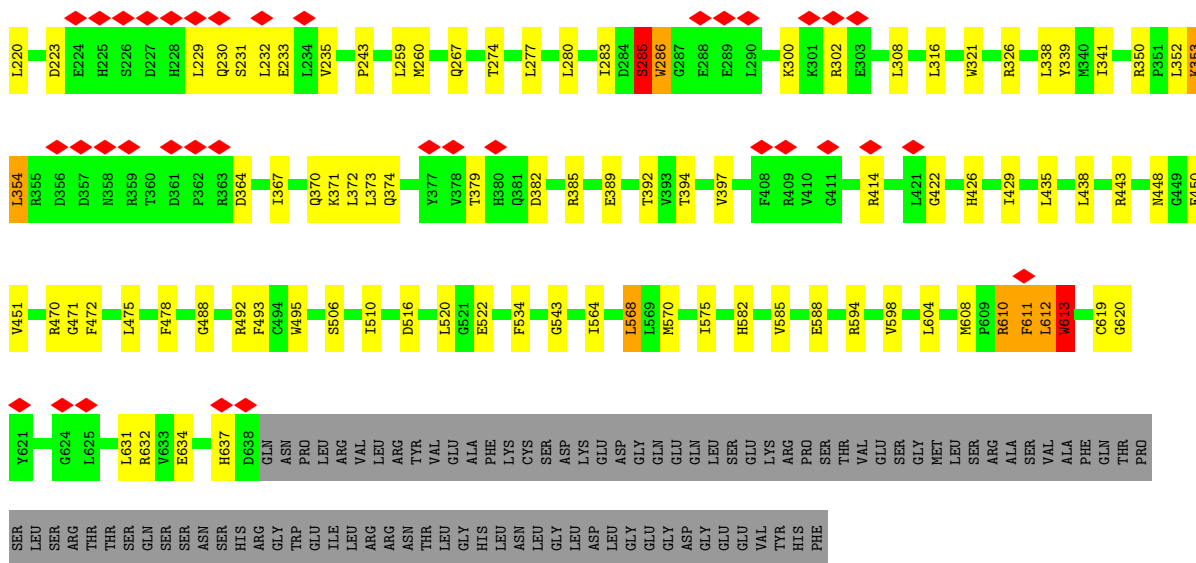 L220 D223 E224 H225 S226 D227 H228 L229 Q230 S231 L232 E233 L234 V235 P243 L259 M260 Q267 T274 L277 L280 I283 D284 S285 W286 G287 E288 E289 L290 K300 K301 R302 E303 L308 L316 W321 R326 L338 Y339 M340 I341 R350 P351 L352 K353
L354 R355 D356 D357 N358 R359 T360 D361 P362 R363 D364 I367 Q370 K371 L372 L373 Q374 Y377 V378 T379 H380 Q381 D382 R385 E389 T392 V393 T394 V397 F408 R409 V410 G411 R414 L421 G422 H426 I429 L435 L438 R443 N448 G449 E450
V451 R470 G471 F472 L475 F478 G488 R492 F493 C494 W495 S506 I510 D516 L520 G521 E522 F534 G543 I564 L568 L569 M570 I575 H582 V585 E588 R594 V598 L604 M608 P609 R610 F611 L612 W613 C619 G620
Y621 G624 L625 L631 R632 V633 E634 H637 D638 GLN ASN PRO LEU ARG VAL LEU ARG TYR VAL GLU ALA PHE LYS CYS SER ASP LYS GLU ASP GLY GLN GLU GLN LEU SER GLU LYS ARG PRO SER THR VAL GLU SER GLY MET LEU SER ARG ALA SER VAL ALA PHE GLN THR PRO
SER LEU SER ARG THR THR SER GLN SER SER ASN SER HIS ARG GLY TRP GLU ILE LEU ARG ARG ASN THR LEU GLY HIS LEU ASN LEU GLY LEU ASP LEU GLY GLU GLY ASP GLY GLU GLU VAL TYR HIS PHE